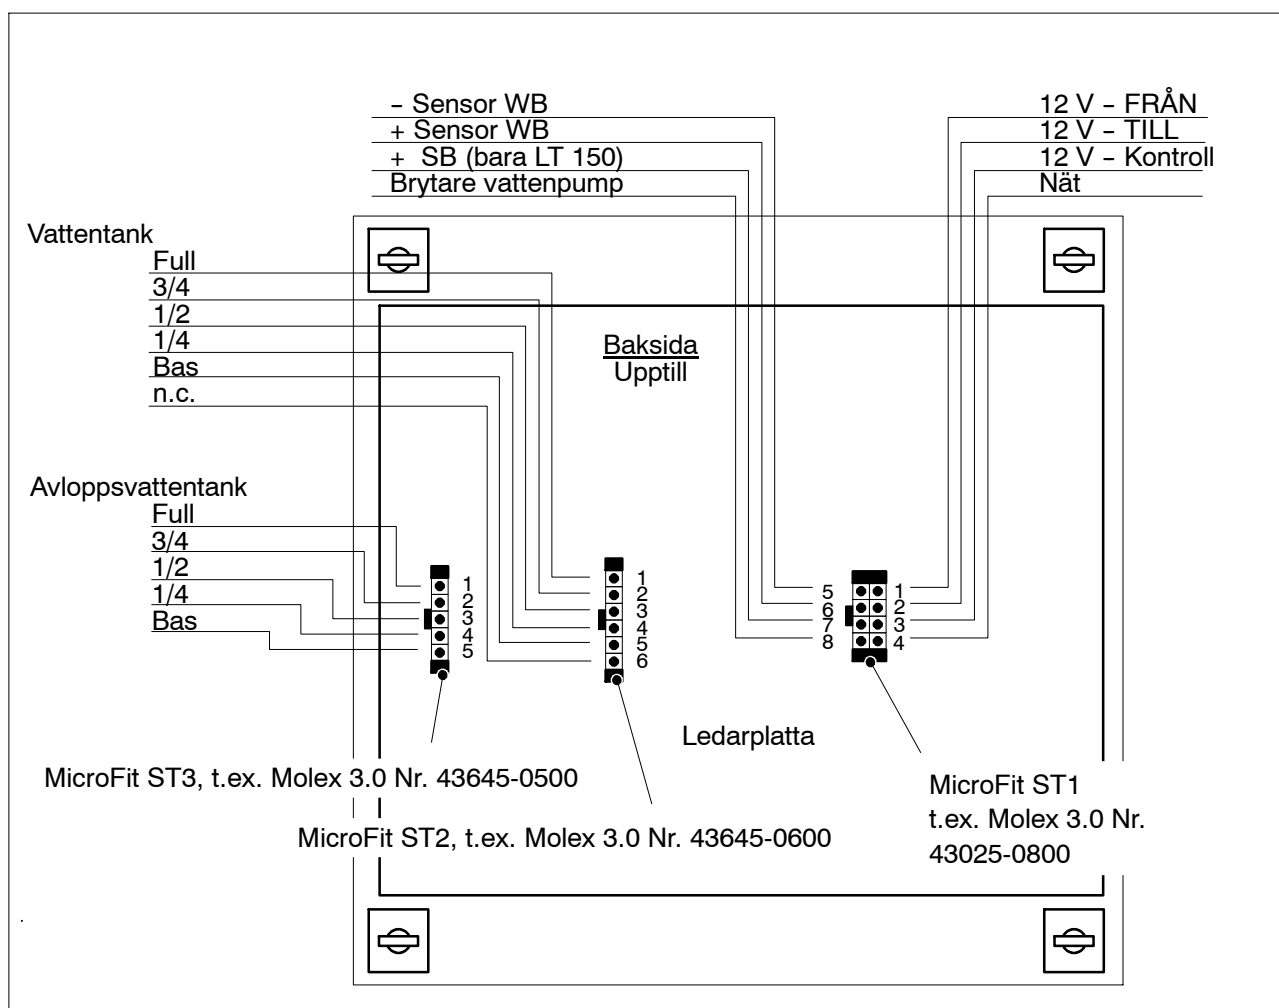 − Sensor WB
+ Sensor WB
+ SB (bara LT 150)
Brytare vattenpump
12 V − FRÅN
12 V − TILL
12 V − Kontroll
Nät
Vattentank
Full
3/4
1/2
1/4
Bas
n.c.
Baksida
Upptill
Avloppsvattentank
Full
3/4
1/2
1/4
Bas
1
2
3
4
5
1
2
3
4
5
6
5
6
7
8
1
2
3
4
Ledarplatta
MicroFit ST3, t.ex. Molex 3.0 Nr. 43645-0500
MicroFit ST2, t.ex. Molex 3.0 Nr. 43645-0600
MicroFit ST1
t.ex. Molex 3.0 Nr.
43025-0800